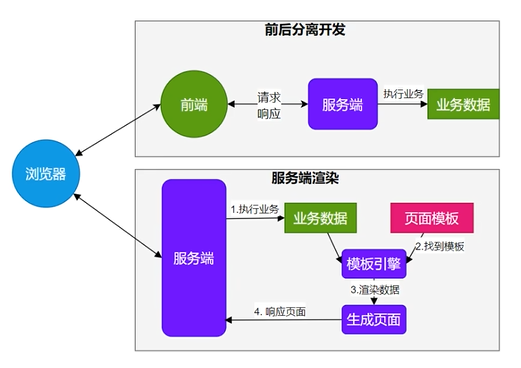 前后分离开发
前端
请求
响应
服务端
执行业务
业务数据
浏览器
服务端渲染
服务端
1.执行业务
业务数据
页面模板
2.找到模板
模板引擎
3.渲染数据
4. 响应页面
生成页面